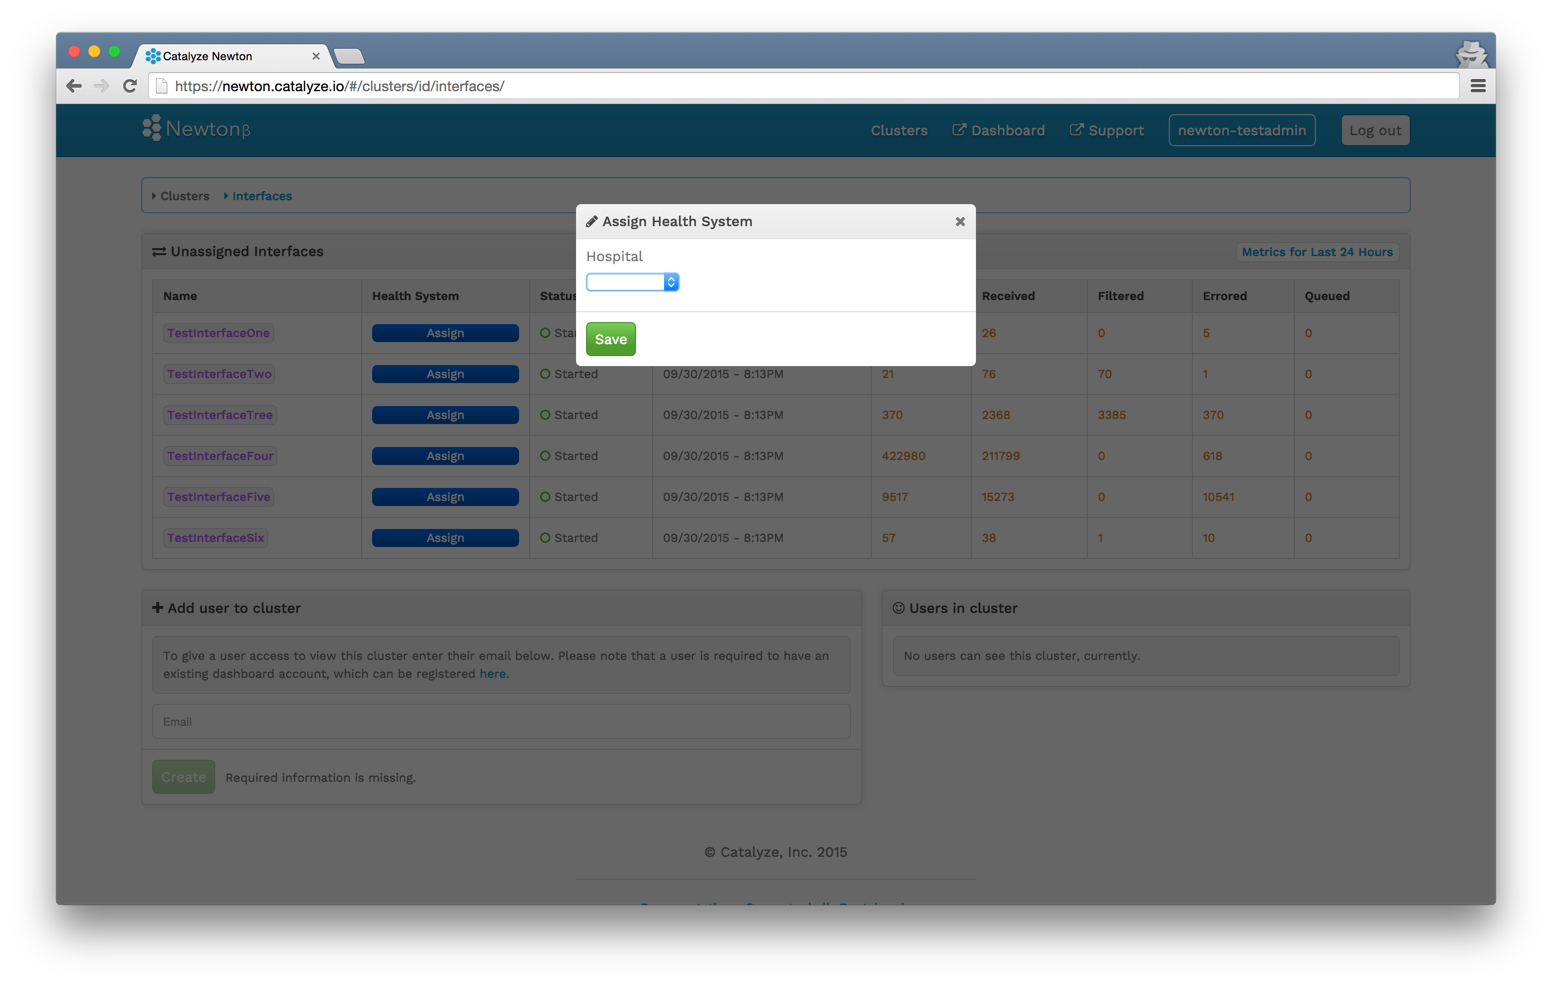 Catalyze Newton
https://newton.catalyze.io/#/clusters/id/interfaces/
Newtonβ
Clusters Dashboard Support newton-testadmin Log out
Clusters Interfaces
Assign Health System
Hospital
Save
Unassigned Interfaces Metrics for Last 24 Hours
Name Health System Status Received Filtered Errored Queued
TestInterfaceOne Assign 26 0 5 0
TestInterfaceTwo Assign Started 09/30/2015 - 8:13PM 21 76 70 1 0
TestInterfaceTree Assign Started 09/30/2015 - 8:13PM 370 2368 3385 370 0
TestInterfaceFour Assign Started 09/30/2015 - 8:13PM 422980 211799 0 618 0
TestInterfaceFive Assign Started 09/30/2015 - 8:13PM 9517 15273 0 10541 0
TestInterfaceSix Assign Started 09/30/2015 - 8:13PM 57 38 1 10 0
Add user to cluster
To give a user access to view this cluster enter their email below. Please note that a user is required to have an
existing dashboard account, which can be registered here.
Email
Create Required information is missing.
Users in cluster
No users can see this cluster, currently.
© Catalyze, Inc. 2015